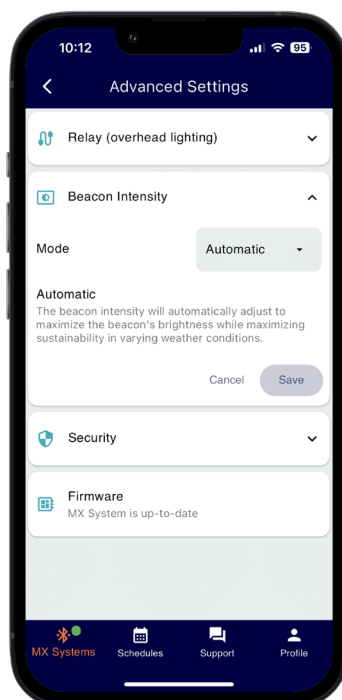 10:12
95
Advanced Settings
Relay (overhead lighting)
Beacon Intensity
Mode
Automatic
Automatic
The beacon intensity will automatically adjust to
maximize the beacon's brightness while maximizing
sustainability in varying weather conditions.
Cancel
Save
Security
Firmware
MX System is up-to-date
MX Systems
Schedules
Support
Profile